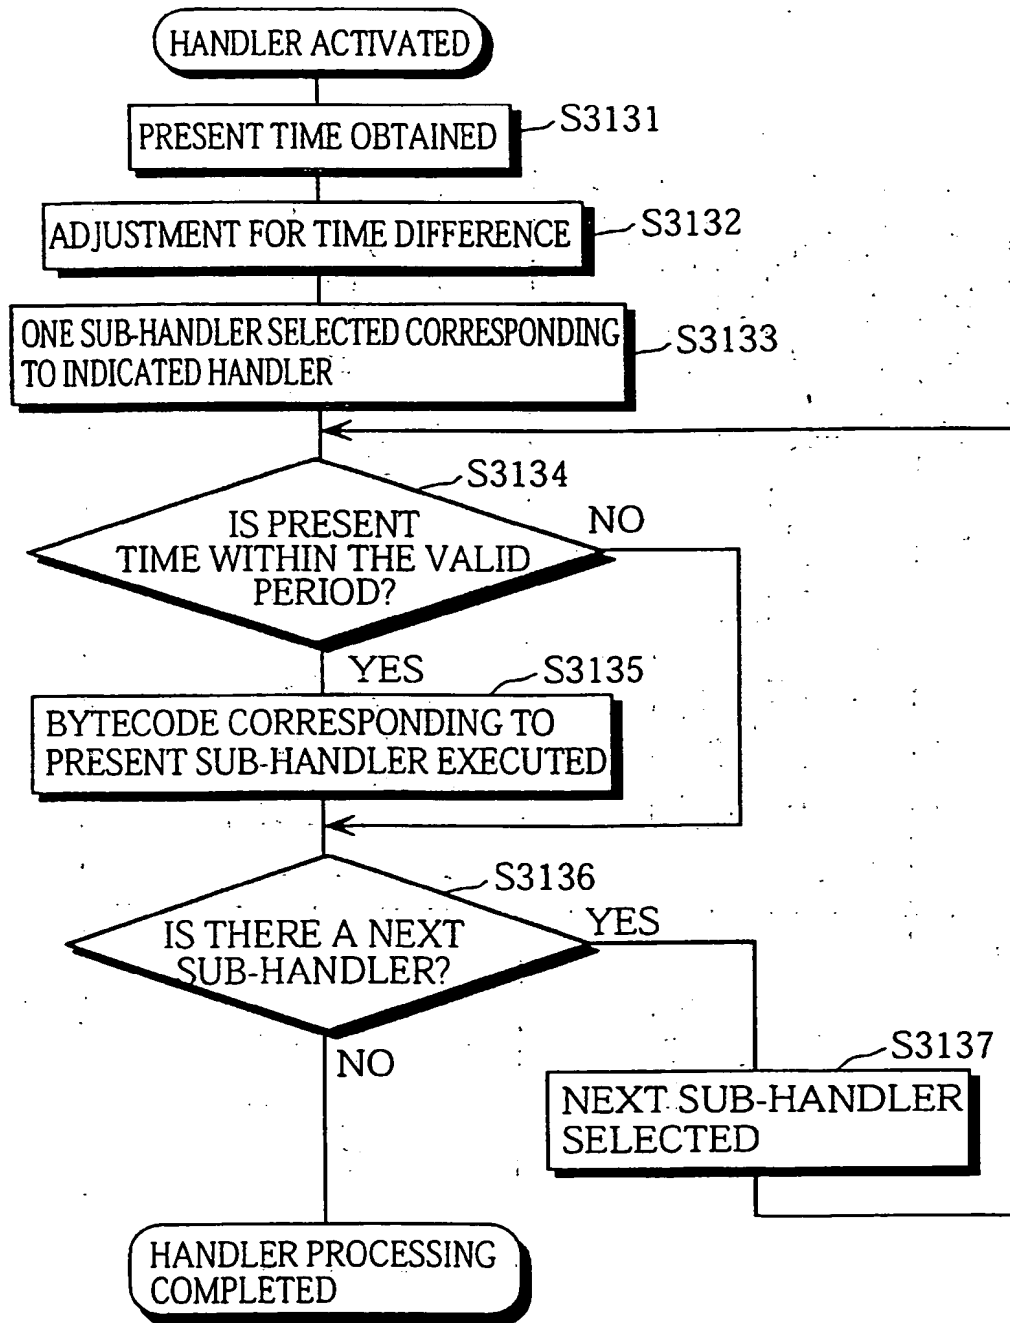 HANDLER ACTIVATED
PRESENT TIME OBTAINED
S3131
ADJUSTMENT FOR TIME DIFFERENCE
S3132
ONE SUB-HANDLER SELECTED CORRESPONDING
TO INDICATED HANDLER
S3133
S3134
IS PRESENT
TIME WITHIN THE VALID
PERIOD?
NO
YES
S3135
BYTECODE CORRESPONDING TO
PRESENT SUB-HANDLER EXECUTED
S3136
IS THERE A NEXT
SUB-HANDLER?
YES
NO
S3137
NEXT SUB-HANDLER
SELECTED
HANDLER PROCESSING
COMPLETED